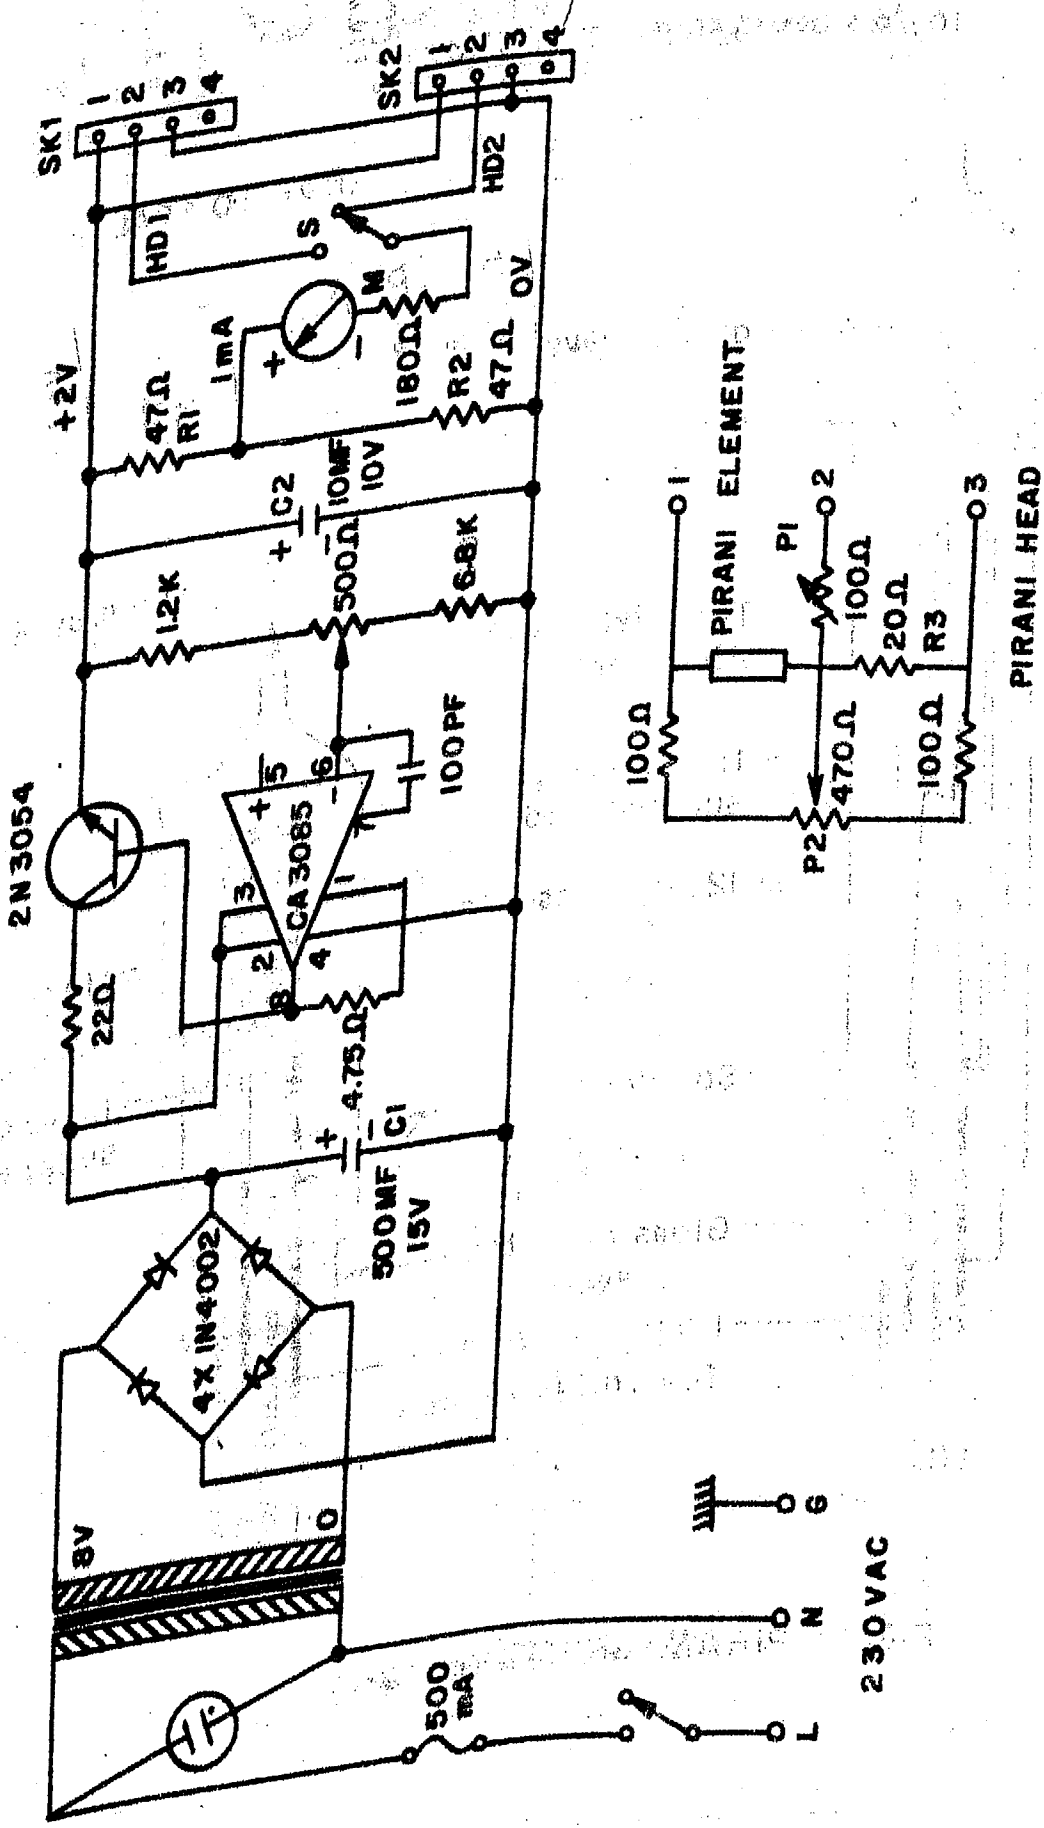 SK1
1 2 3 4
SK2
1 2 3 4
HD1
S
HD2
+2V
1mA
+
M
−
0V
47Ω
R1
180Ω
R2
47Ω
C2
+
−
10MF
10V
1.2K
500Ω
6.8K
2N3054
22Ω
CA3085
+
−
5
6
7
3
1
2
4
8
100PF
4.75Ω
+
−
C1
500MF
15V
4X1N4002
8V
0
500
mA
L
N
G
230VAC
1
PIRANI ELEMENT
2
P1
100Ω
20Ω
R3
3
100Ω
470Ω
P2
100Ω
PIRANI HEAD